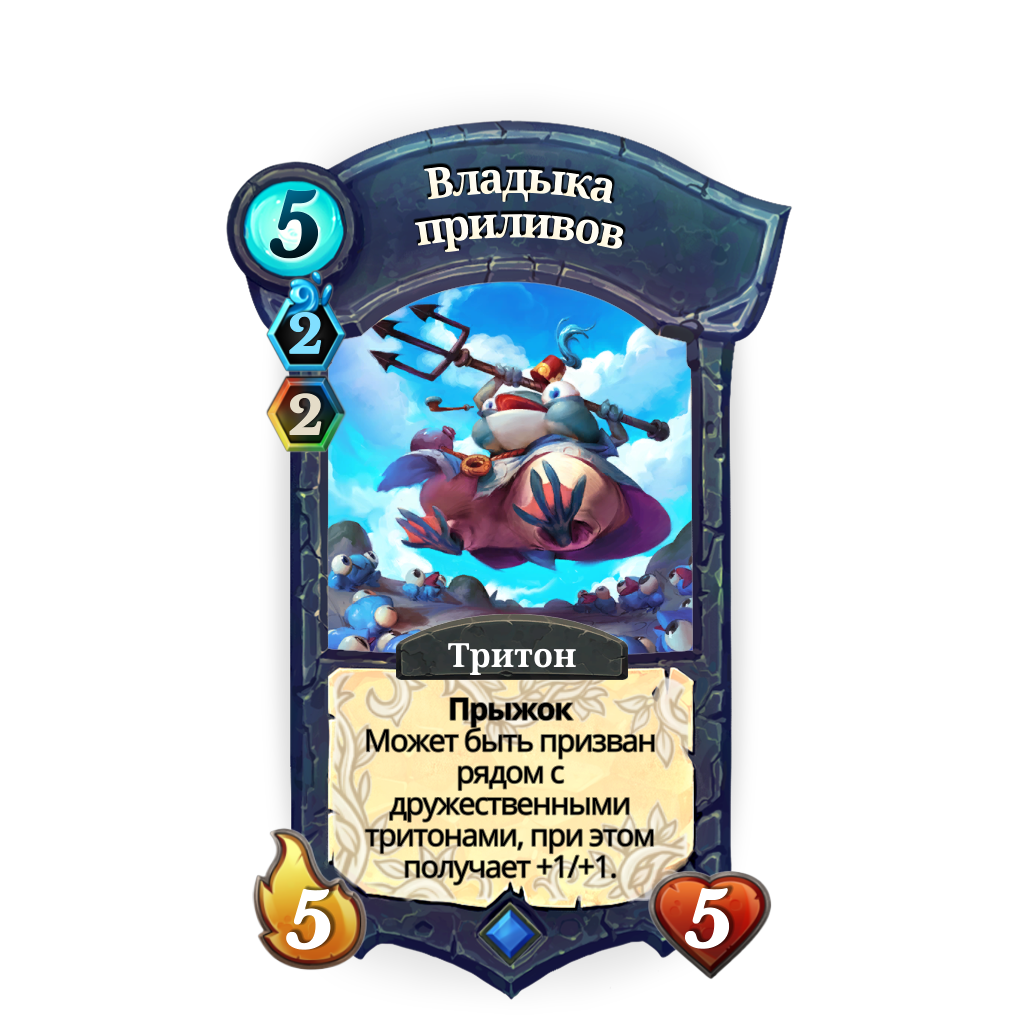 Владыка
приливов
5
2
2
Тритон
Прыжок
Может быть призван
рядом с
дружественными
тритонами, при этом
получает +1/+1.
5
5